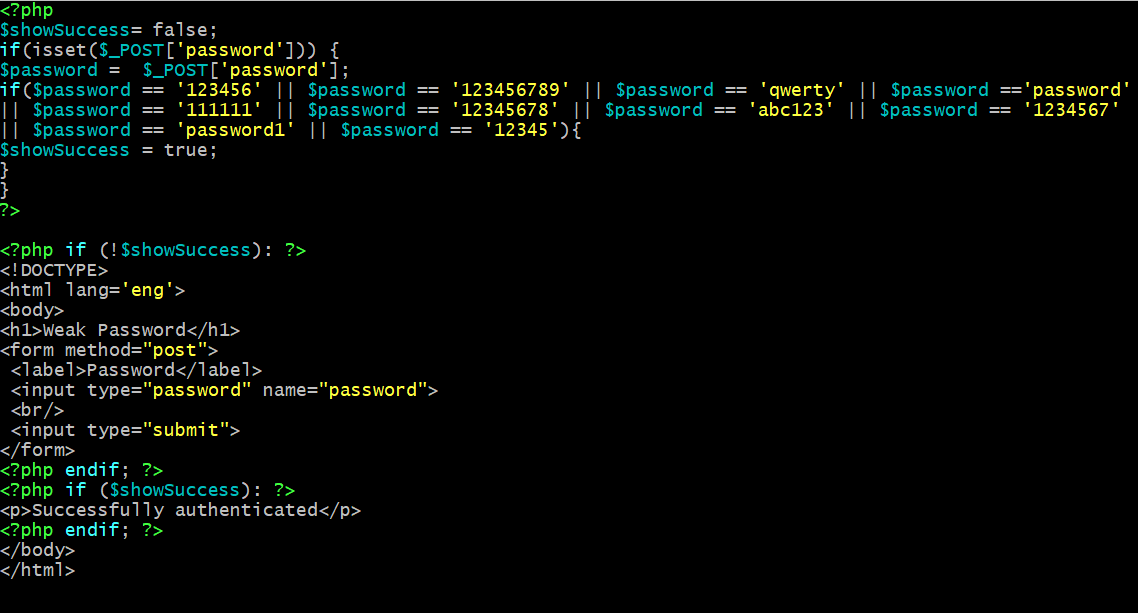 <?php
$showSuccess= false;
if(isset($_POST['password'])) {
$password =  $_POST['password'];
if($password == '123456' || $password == '123456789' || $password == 'qwerty' || $password =='password'
|| $password == '111111' || $password == '12345678' || $password == 'abc123' || $password == '1234567'
|| $password == 'password1' || $password == '12345'){
$showSuccess = true;
}
}
?>

<?php if (!$showSuccess): ?>
<!DOCTYPE>
<html lang='eng'>
<body>
<h1>Weak Password</h1>
<form method="post">
 <label>Password</label>
 <input type="password" name="password">
 <br/>
 <input type="submit">
</form>
<?php endif; ?>
<?php if ($showSuccess): ?>
<p>Successfully authenticated</p>
<?php endif; ?>
</body>
</html>